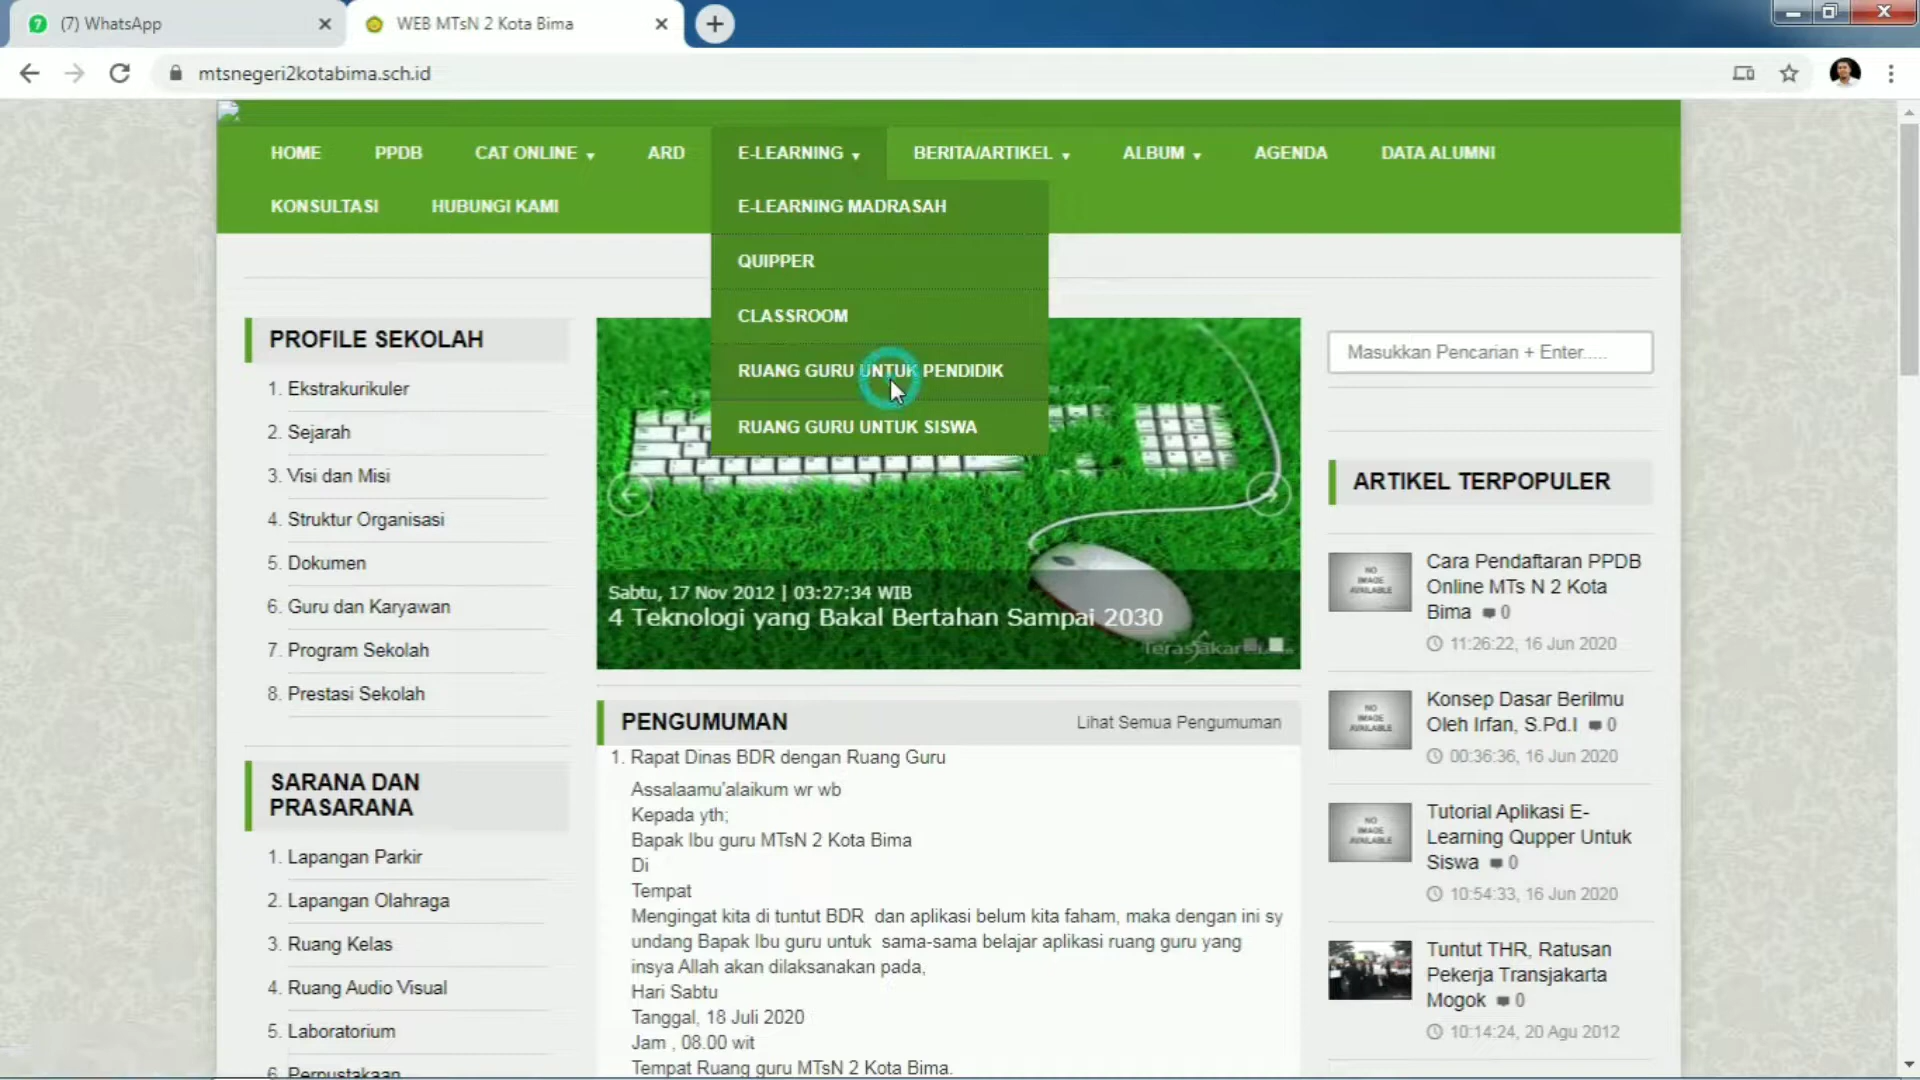 (7) WhatsApp
WEB MTsN 2 Kota Bima
mtsnegeri2kotabima.sch.id
HOME
PPDB
CAT ONLINE
ARD
E-LEARNING
BERITA/ARTIKEL
ALBUM
AGENDA
DATA ALUMNI
KONSULTASI
HUBUNGI KAMI
E-LEARNING MADRASAH
QUIPPER
CLASSROOM
RUANG GURU UNTUK PENDIDIK
RUANG GURU UNTUK SISWA
PROFILE SEKOLAH
1. Ekstrakurikuler
2. Sejarah
3. Visi dan Misi
4. Struktur Organisasi
5. Dokumen
6. Guru dan Karyawan
7. Program Sekolah
8. Prestasi Sekolah
SARANA DAN
PRASARANA
1. Lapangan Parkir
2. Lapangan Olahraga
3. Ruang Kelas
4. Ruang Audio Visual
5. Laboratorium
6. Perpustakaan
Sabtu, 17 Nov 2012 | 03:27:34 WIB
4 Teknologi yang Bakal Bertahan Sampai 2030
PENGUMUMAN
Lihat Semua Pengumuman
1. Rapat Dinas BDR dengan Ruang Guru
Assalaamu'alaikum wr wb
Kepada yth;
Bapak Ibu guru MTsN 2 Kota Bima
Di
Tempat
Mengingat kita di tuntut BDR dan aplikasi belum kita faham, maka dengan ini sy
undang Bapak Ibu guru untuk sama-sama belajar aplikasi ruang guru yang
insya Allah akan dilaksanakan pada,
Hari Sabtu
Tanggal, 18 Juli 2020
Jam , 08.00 wit
Tempat Ruang guru MTsN 2 Kota Bima.
Masukkan Pencarian + Enter.....
ARTIKEL TERPOPULER
NO
IMAGE
AVAILABLE
Cara Pendaftaran PPDB
Online MTs N 2 Kota
Bima 0
11:26:22, 16 Jun 2020
NO
IMAGE
AVAILABLE
Konsep Dasar Berilmu
Oleh Irfan, S.Pd.I 0
00:36:36, 16 Jun 2020
NO
IMAGE
AVAILABLE
Tutorial Aplikasi E-
Learning Qupper Untuk
Siswa 0
10:54:33, 16 Jun 2020
Tuntut THR, Ratusan
Pekerja Transjakarta
Mogok 0
10:14:24, 20 Agu 2012